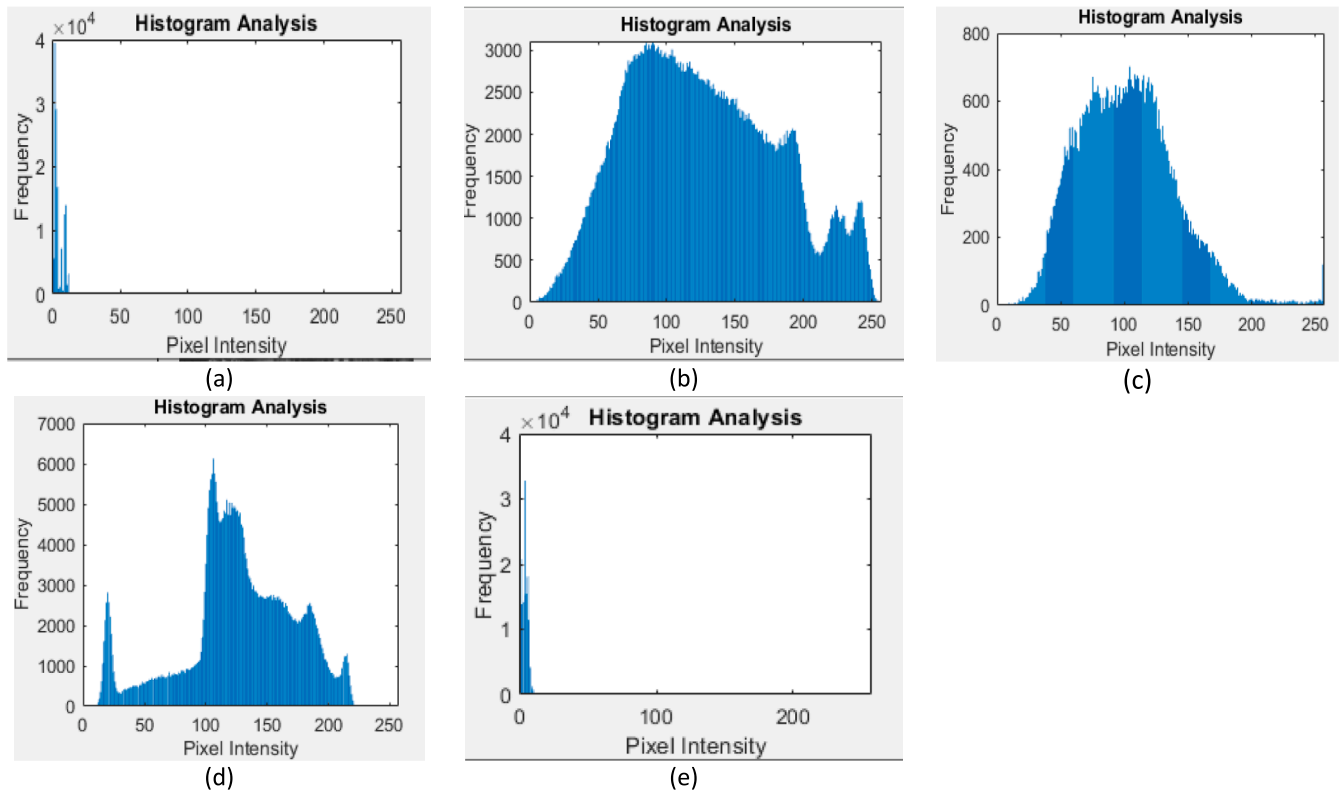 Histogram Analysis
×10⁴
4
3
2
1
0
Frequency
0 50 100 150 200 250
Pixel Intensity
(a)
Histogram Analysis
3000
2500
2000
1500
1000
500
0
Frequency
0 50 100 150 200 250
Pixel Intensity
(b)
Histogram Analysis
800
600
400
200
0
Frequency
0 50 100 150 200 250
Pixel Intensity
(c)
Histogram Analysis
7000
6000
5000
4000
3000
2000
1000
0
Frequency
0 50 100 150 200 250
Pixel Intensity
(d)
×10⁴ Histogram Analysis
4
3
2
1
0
Frequency
0 100 200
Pixel Intensity
(e)